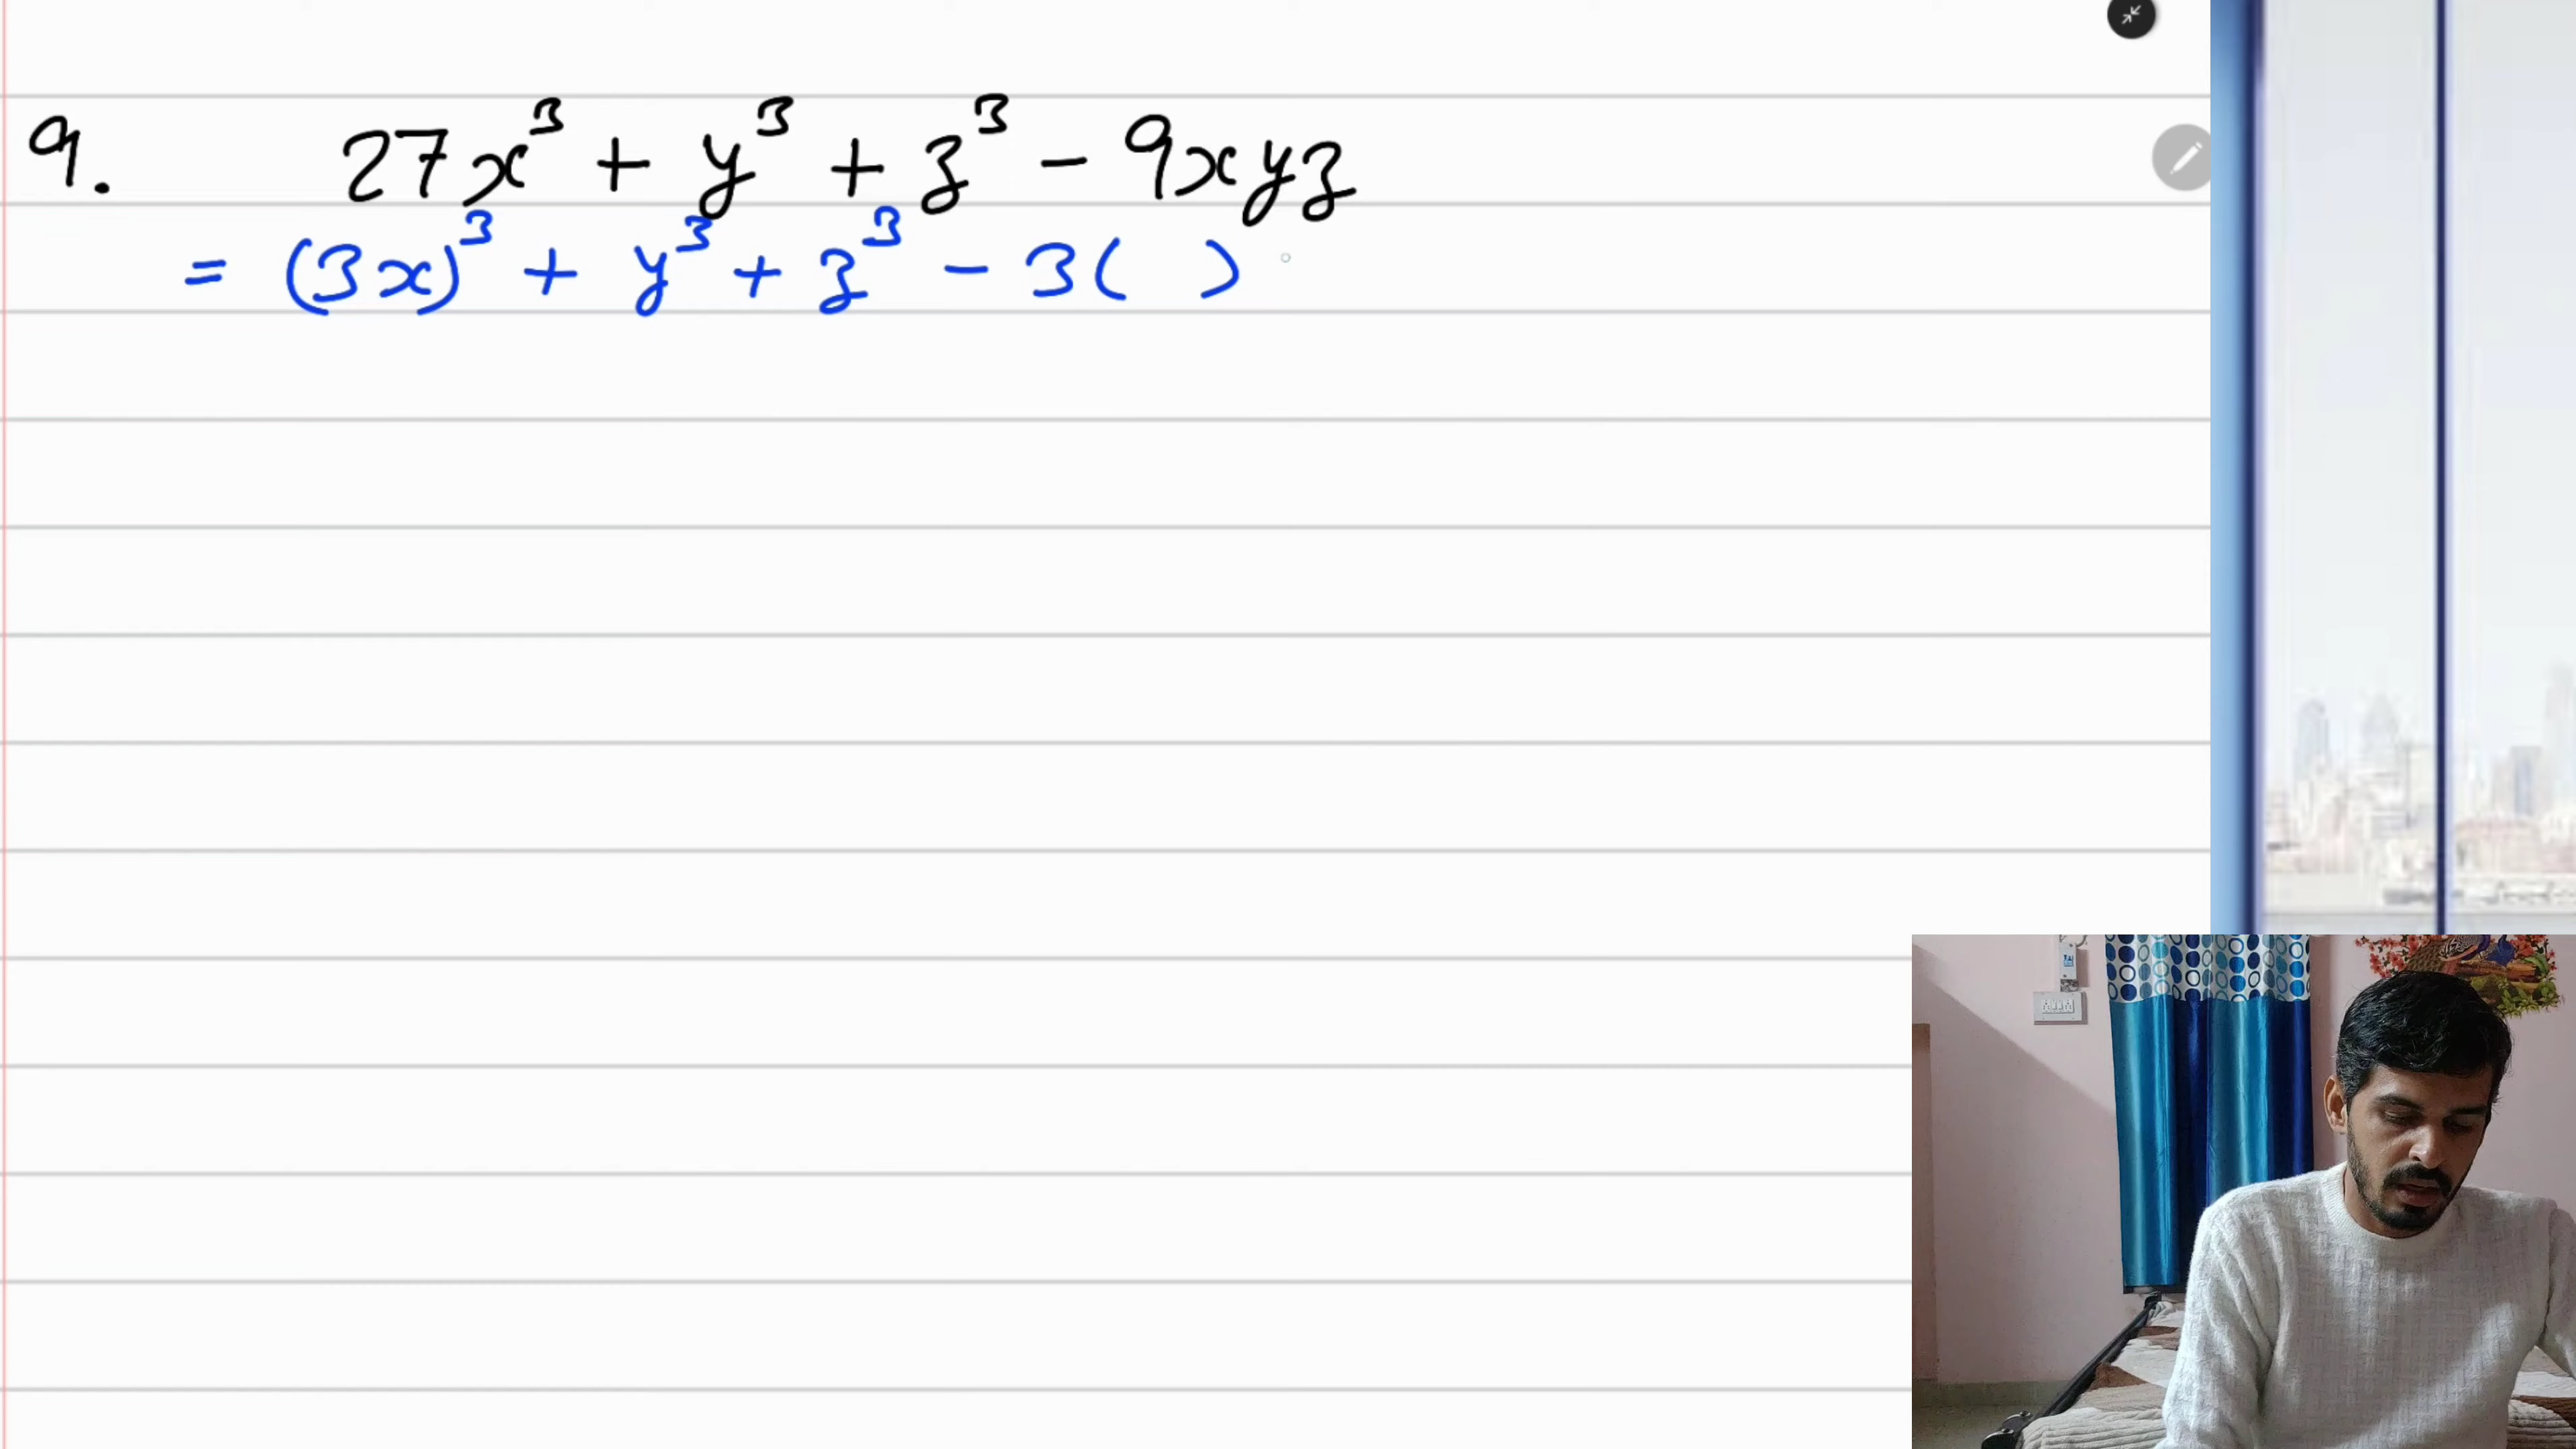 9. 27x³ + y³ + z³ - 9xyz
= (3x)³ + y³ + z³ - 3( )